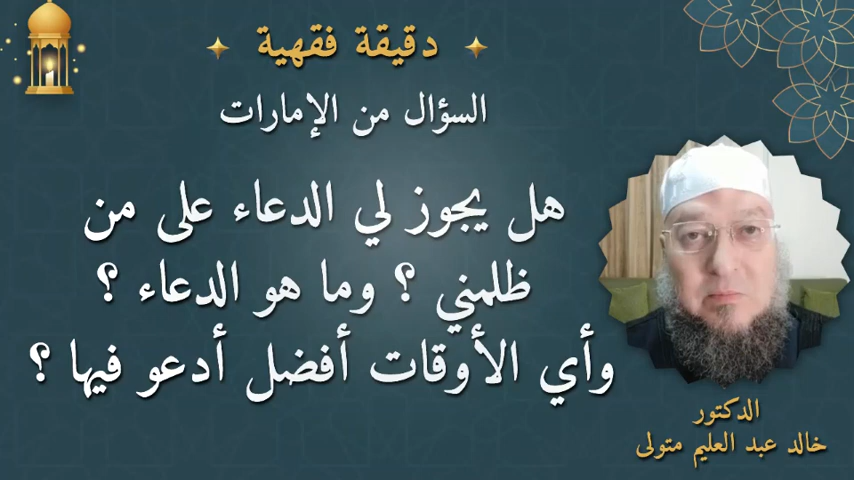 دقيقة فقهية
السؤال من الإمارات
هل يجوز لي الدعاء على من
ظلمني ؟ وما هو الدعاء ؟
وأي الأوقات أفضل أدعو فيها ؟
الدكتور
خالد عبد العليم متولى